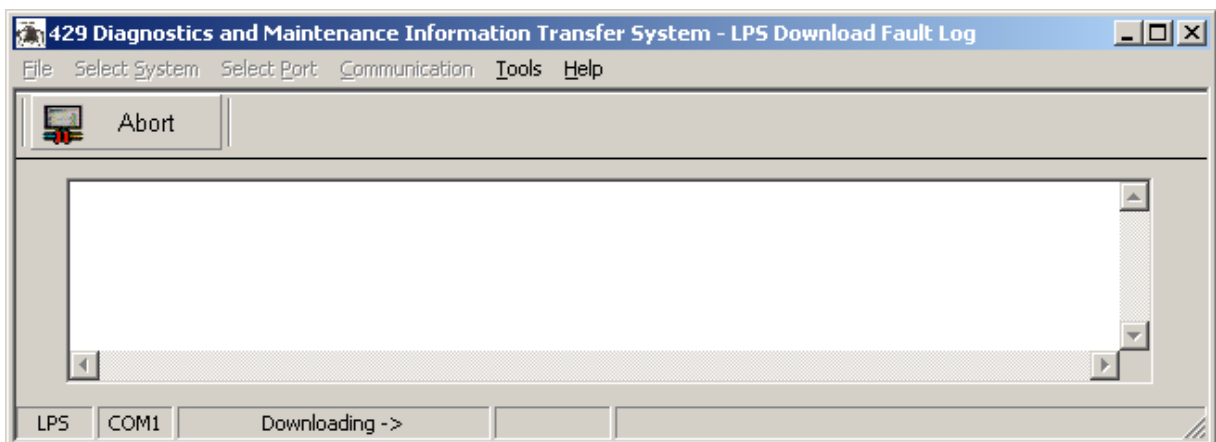 429 Diagnostics and Maintenance Information Transfer System - LPS Download Fault Log
File Select System Select Port Communication Tools Help
Abort
LPS COM1 Downloading ->